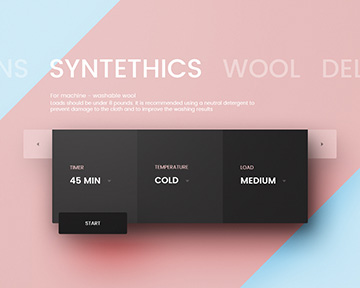 NS SYNTETHICS WOOL DEL
For machine - washable wool
Loads should be under 8 pounds. It is recommended using a neutral detergent to
prevent damage to the cloth and to improve the washing results
TIMER TEMPERATURE LOAD
45 MIN COLD MEDIUM
START